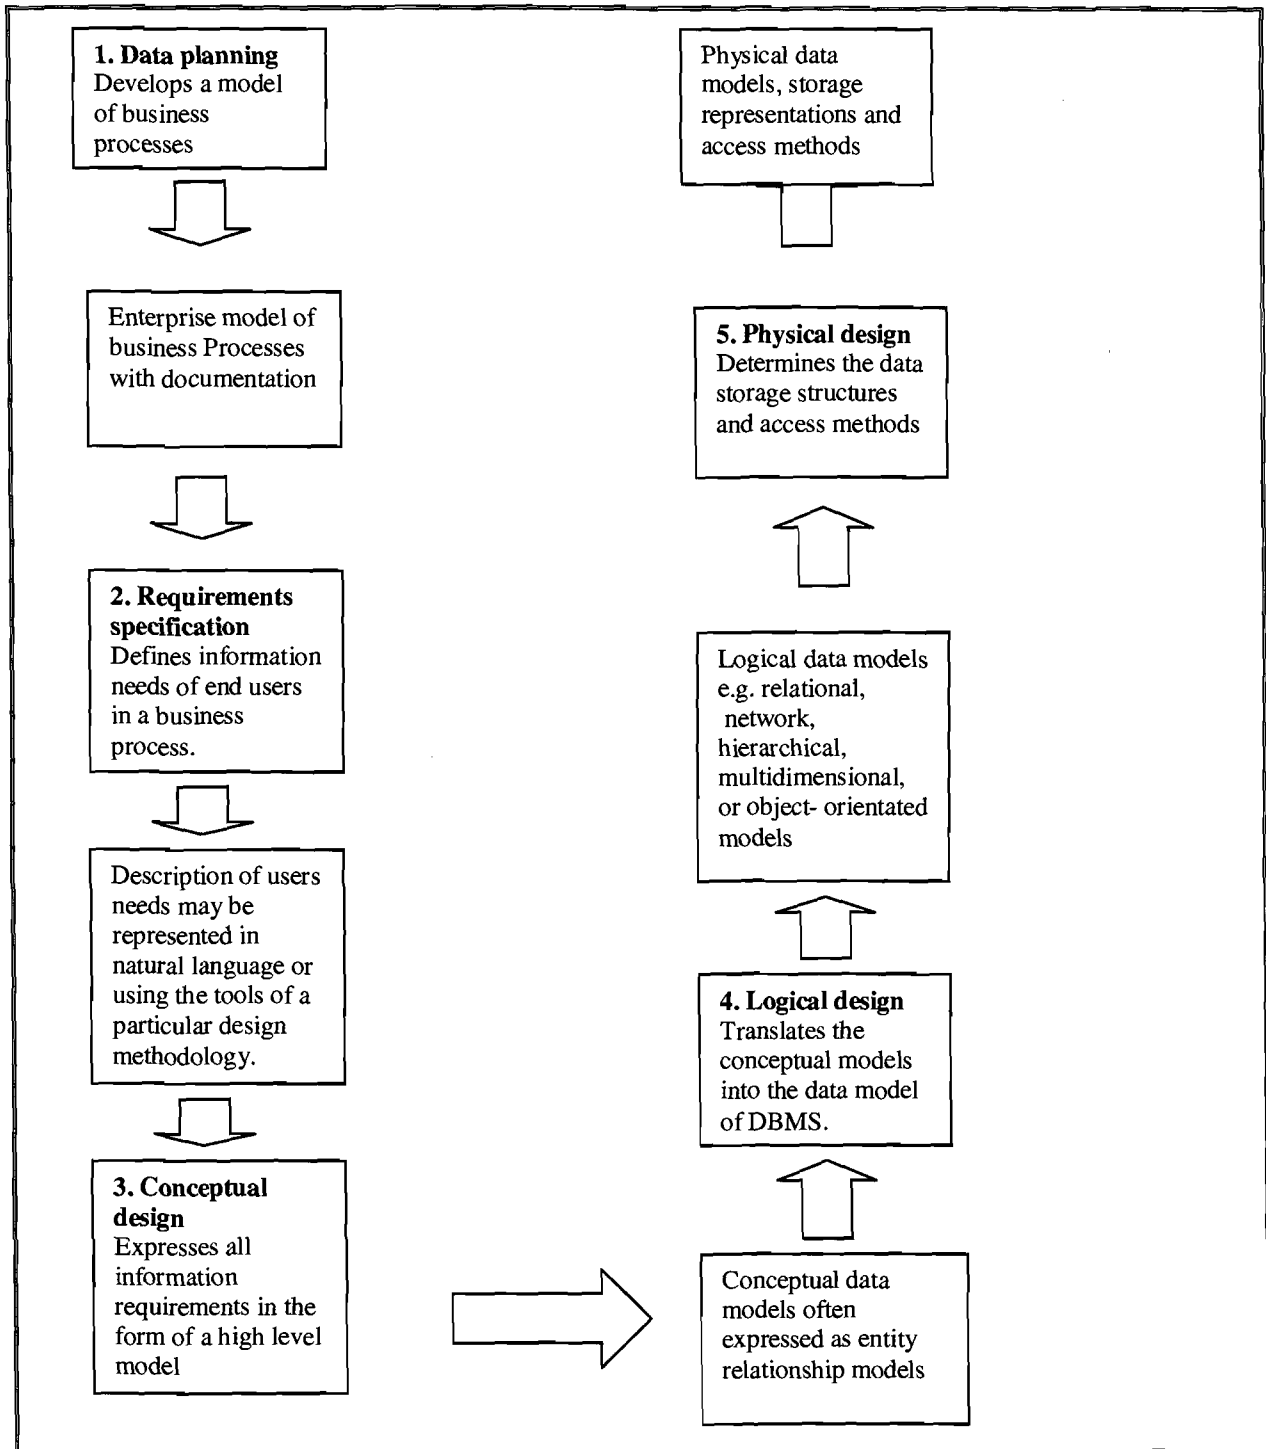 1. Data planning
Develops a model
of business
processes
Enterprise model of
business Processes
with documentation
2. Requirements
specification
Defines information
needs of end users
in a business
process.
Description of users
needs may be
represented in
natural language or
using the tools of a
particular design
methodology.
3. Conceptual
design
Expresses all
information
requirements in the
form of a high level
model
Conceptual data
models often
expressed as entity
relationship models
4. Logical design
Translates the
conceptual models
into the data model
of DBMS.
Logical data models
e.g. relational,
network,
hierarchical,
multidimensional,
or object- orientated
models
5. Physical design
Determines the data
storage structures
and access methods
Physical data
models, storage
representations and
access methods